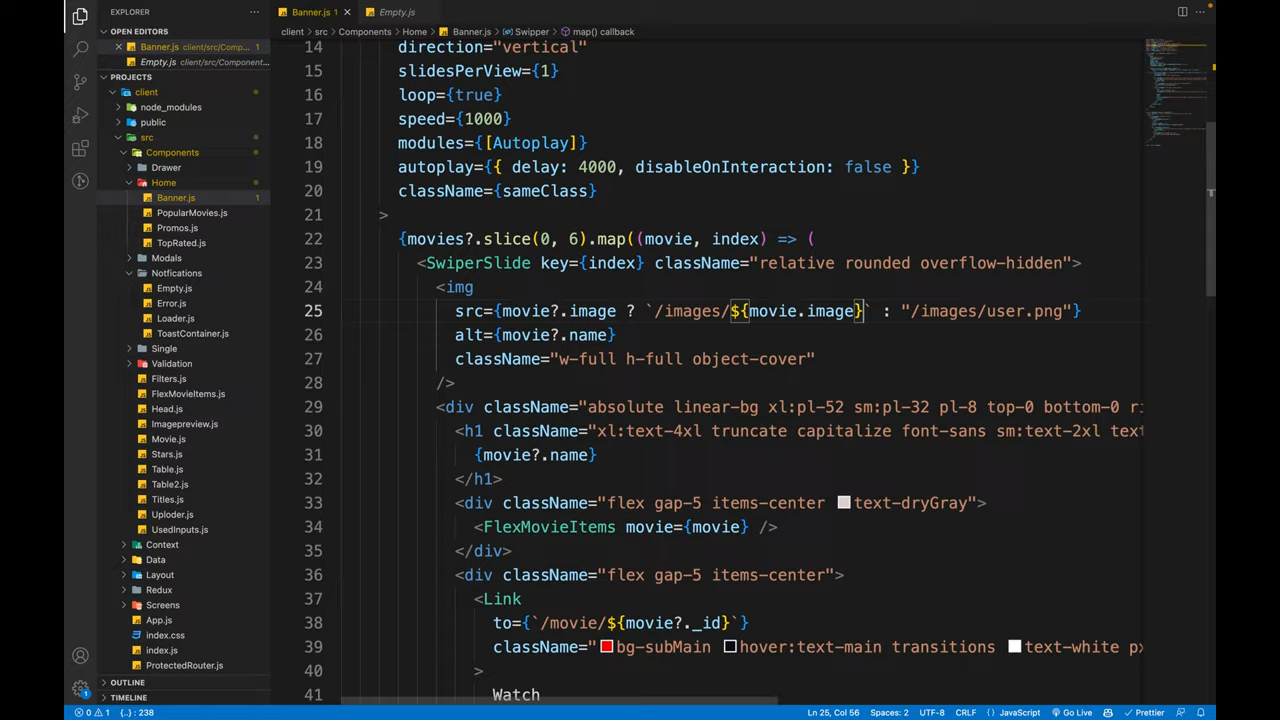 EXPLORER
OPEN EDITORS
Banner.js client/src/Comp... 1
Empty.js client/src/Component...
PROJECTS
client
node_modules
public
src
Components
Drawer
Home
Banner.js 1
PopularMovies.js
Promos.js
TopRated.js
Modals
Notfications
Empty.js
Error.js
Loader.js
ToastContainer.js
Single
Validation
Filters.js
FlexMovieItems.js
Head.js
Imagepreview.js
Movie.js
Stars.js
Table.js
Table2.js
Titles.js
Uploder.js
UsedInputs.js
Context
Data
Layout
Redux
Screens
App.js
index.css
index.js
ProtectedRouter.js
OUTLINE
TIMELINE
Banner.js 1 Empty.js
client > src > Components > Home > Banner.js > Swipper > map() callback
14 direction="vertical"
15 slidesPerView={1}
16 loop={true}
17 speed={1000}
18 modules={[Autoplay]}
19 autoplay={{ delay: 4000, disableOnInteraction: false }}
20 className={sameClass}
21 >
22 {movies?.slice(0, 6).map((movie, index) => (
23 <SwiperSlide key={index} className="relative rounded overflow-hidden">
24 <img
25 src={movie?.image ? `/images/${movie.image}` : "/images/user.png"}
26 alt={movie?.name}
27 className="w-full h-full object-cover"
28 />
29 <div className="absolute linear-bg xl:pl-52 sm:pl-32 pl-8 top-0 bottom-0 ri
30 <h1 className="xl:text-4xl truncate capitalize font-sans sm:text-2xl text
31 {movie?.name}
32 </h1>
33 <div className="flex gap-5 items-center text-dryGray">
34 <FlexMovieItems movie={movie} />
35 </div>
36 <div className="flex gap-5 items-center">
37 <Link
38 to={`/movie/${movie?._id}`}
39 className="bg-subMain hover:text-main transitions text-white px
40 >
41 Watch
1
0 1 {..} : 238 Ln 25, Col 56 Spaces: 2 UTF-8 CRLF {} JavaScript Go Live Prettier